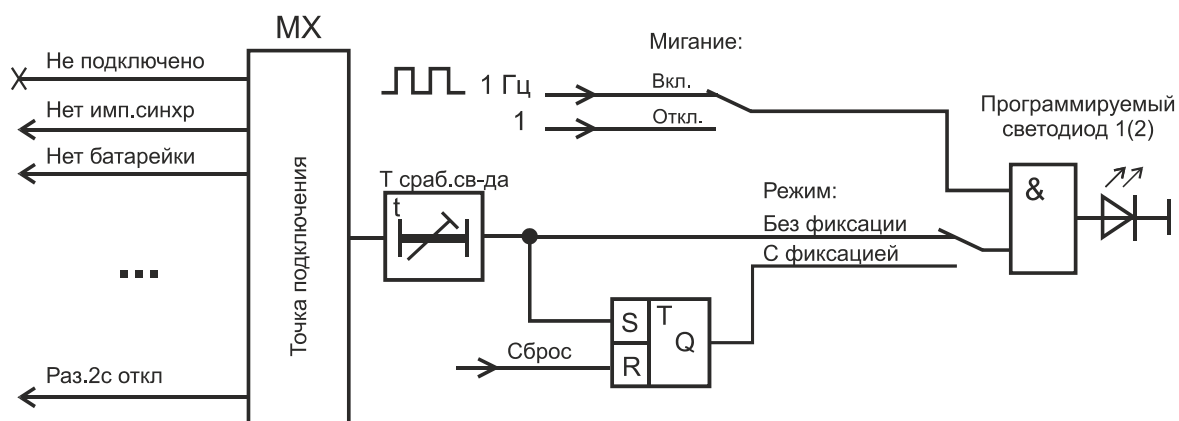 MX
Не подключено
Нет имп.синхр
Нет батарейки
Раз.2с откл
Точка подключения
Т сраб.св-да
t
Мигание:
1 Гц
Вкл.
1
Откл.
Режим:
Без фиксации
С фиксацией
Сброс
S
R
T
Q
&
Программируемый
светодиод 1(2)